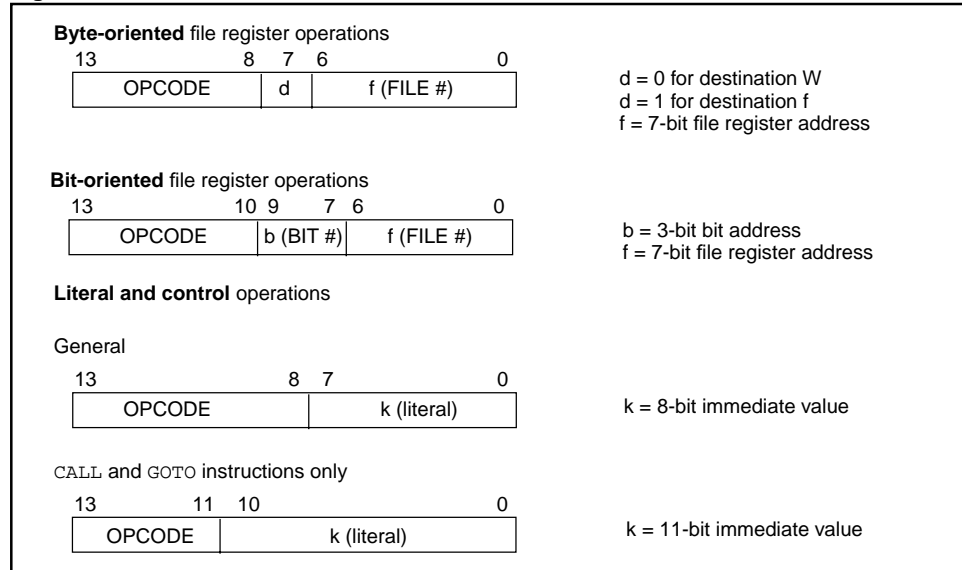 Byte-oriented file register operations
13 8 7 6 0
OPCODE d f (FILE #)
d = 0 for destination W
d = 1 for destination f
f = 7-bit file register address
Bit-oriented file register operations
13 10 9 7 6 0
OPCODE b (BIT #) f (FILE #)
b = 3-bit bit address
f = 7-bit file register address
Literal and control operations
General
13 8 7 0
OPCODE k (literal)
k = 8-bit immediate value
CALL and GOTO instructions only
13 11 10 0
OPCODE k (literal)
k = 11-bit immediate value